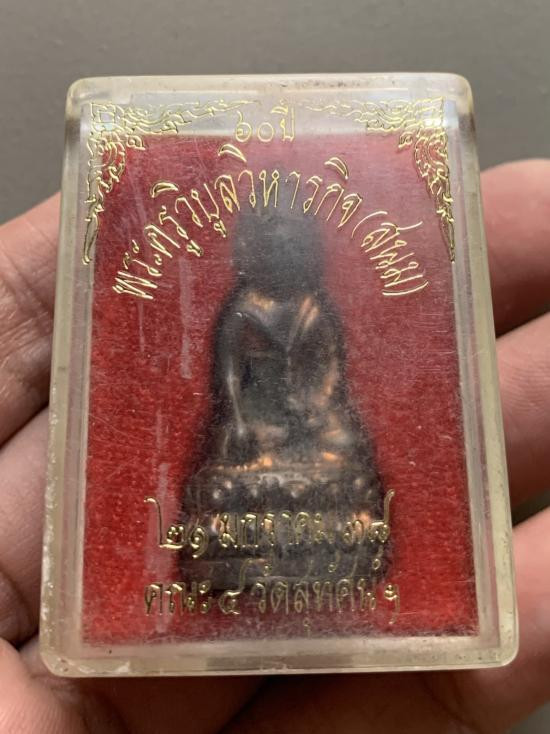 ๖๐ปี
พระครูวิบูลวิหารกิจ (สนม)
๒๑ มกราคม ๓๘
คณะ ๔ วัดสุทัศน์ฯ